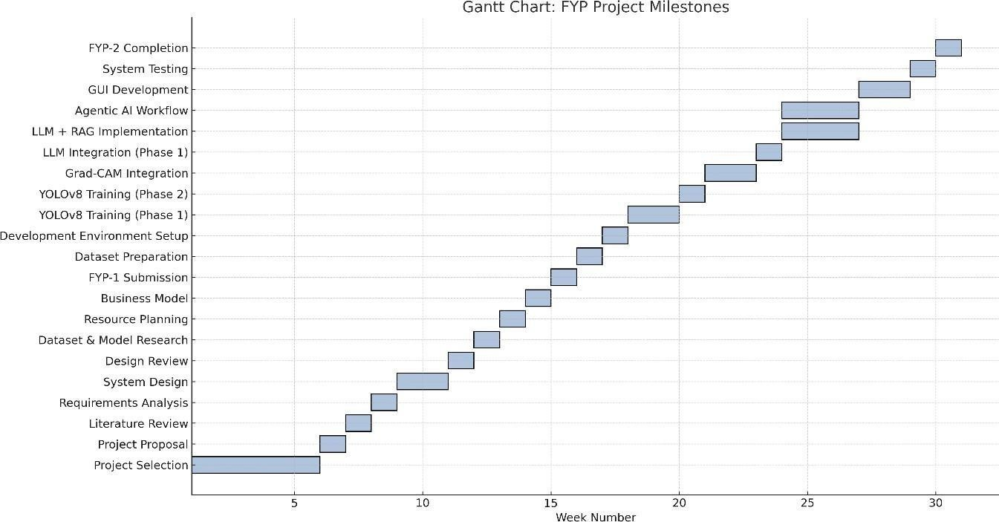 Gantt Chart: FYP Project Milestones
FYP-2 Completion
System Testing
GUI Development
Agentic AI Workflow
LLM + RAG Implementation
LLM Integration (Phase 1)
Grad-CAM Integration
YOLOv8 Training (Phase 2)
YOLOv8 Training (Phase 1)
Development Environment Setup
Dataset Preparation
FYP-1 Submission
Business Model
Resource Planning
Dataset & Model Research
Design Review
System Design
Requirements Analysis
Literature Review
Project Proposal
Project Selection
5 10 15 20 25 30
Week Number